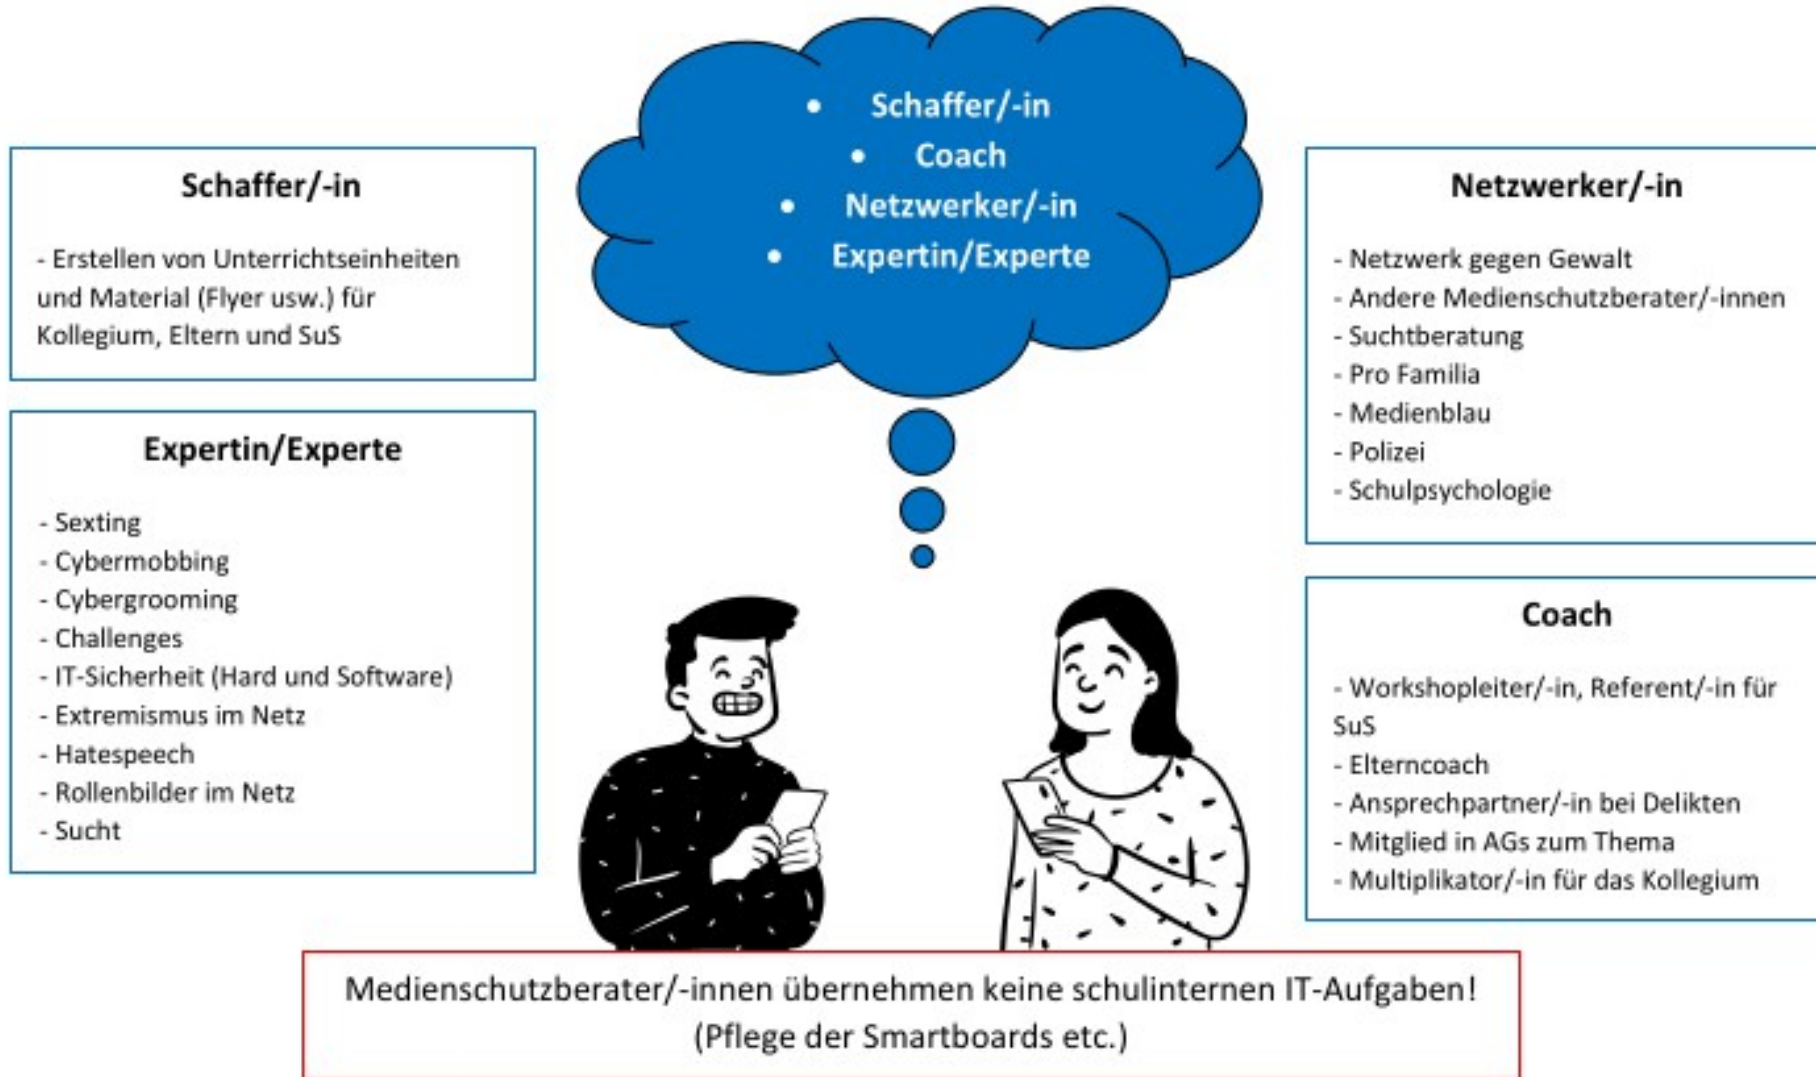 • Schaffer/-in
• Coach
• Netzwerker/-in
• Expertin/Experte
Schaffer/-in
- Erstellen von Unterrichtseinheiten
und Material (Flyer usw.) für
Kollegium, Eltern und SuS
Expertin/Experte
- Sexting
- Cybermobbing
- Cybergrooming
- Challenges
- IT-Sicherheit (Hard und Software)
- Extremismus im Netz
- Hatespeech
- Rollenbilder im Netz
- Sucht
Netzwerker/-in
- Netzwerk gegen Gewalt
- Andere Medienschutzberater/-innen
- Suchtberatung
- Pro Familia
- Medienblau
- Polizei
- Schulpsychologie
Coach
- Workshopleiter/-in, Referent/-in für
SuS
- Elterncoach
- Ansprechpartner/-in bei Delikten
- Mitglied in AGs zum Thema
- Multiplikator/-in für das Kollegium
Medienschutzberater/-innen übernehmen keine schulinternen IT-Aufgaben!
(Pflege der Smartboards etc.)